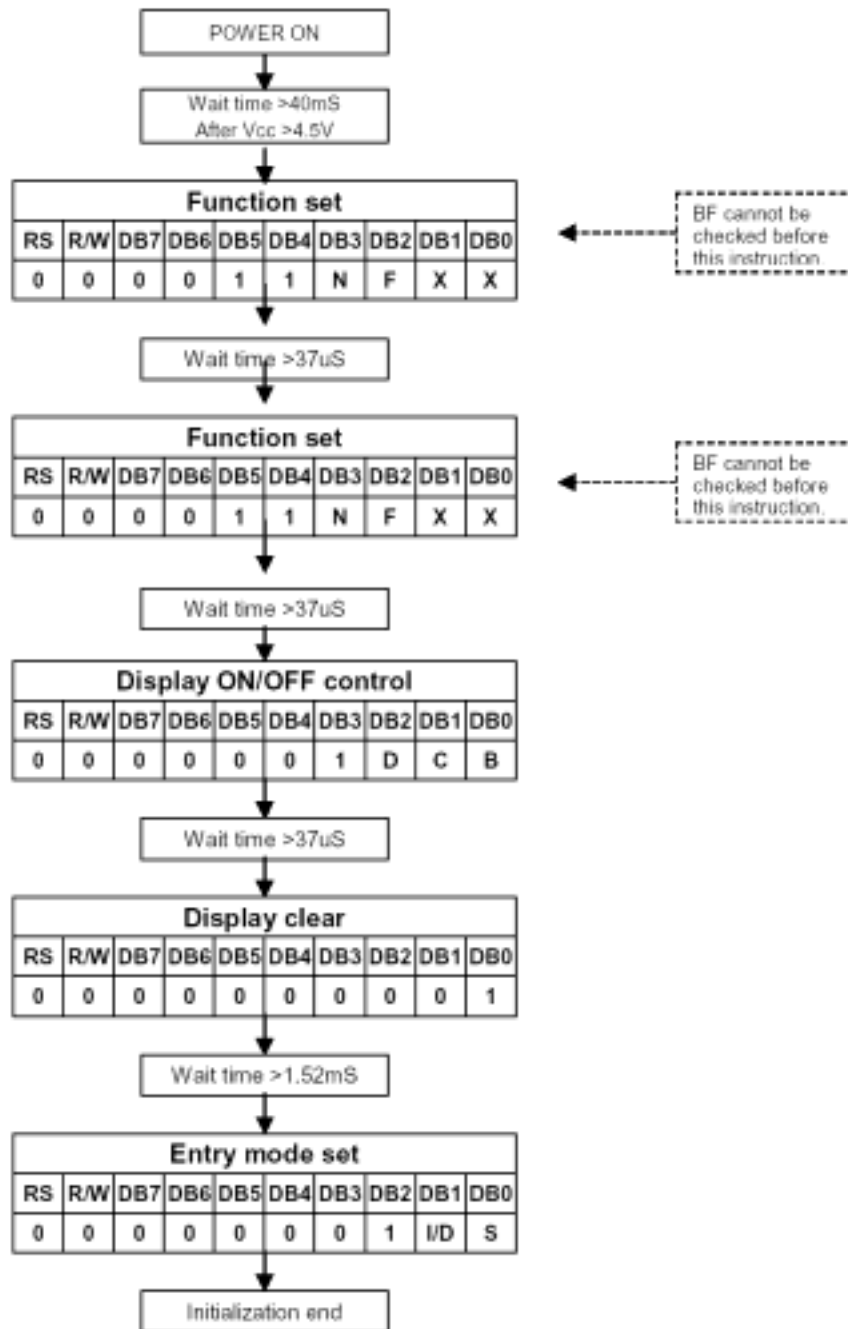 POWER ON
Wait time >40mS
After Vcc >4.5V
Function set
RS R/W DB7 DB6 DB5 DB4 DB3 DB2 DB1 DB0
0 0 0 0 1 1 N F X X
BF cannot be
checked before
this instruction.
Wait time >37uS
Function set
RS R/W DB7 DB6 DB5 DB4 DB3 DB2 DB1 DB0
0 0 0 0 1 1 N F X X
BF cannot be
checked before
this instruction.
Wait time >37uS
Display ON/OFF control
RS R/W DB7 DB6 DB5 DB4 DB3 DB2 DB1 DB0
0 0 0 0 0 0 1 D C B
Wait time >37uS
Display clear
RS R/W DB7 DB6 DB5 DB4 DB3 DB2 DB1 DB0
0 0 0 0 0 0 0 0 0 1
Wait time >1.52mS
Entry mode set
RS R/W DB7 DB6 DB5 DB4 DB3 DB2 DB1 DB0
0 0 0 0 0 0 0 1 I/D S
Initialization end